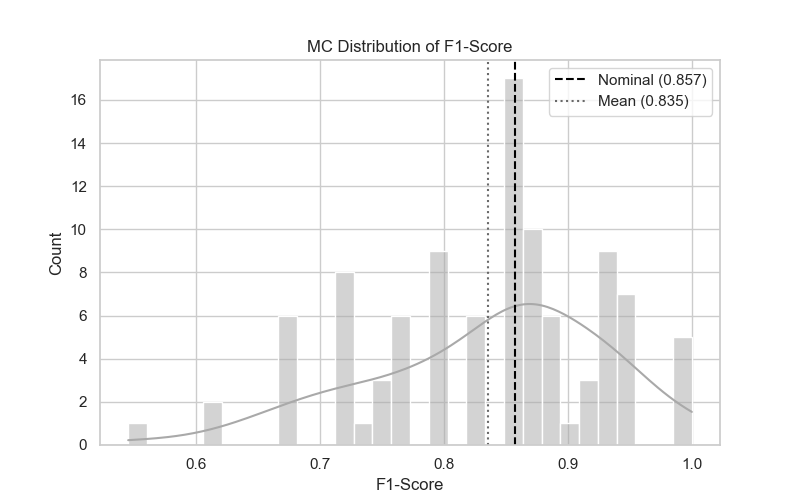 MC Distribution of F1-Score
Nominal (0.857)
Mean (0.835)
Count
16
14
12
10
8
6
4
2
0
0.6 0.7 0.8 0.9 1.0
F1-Score